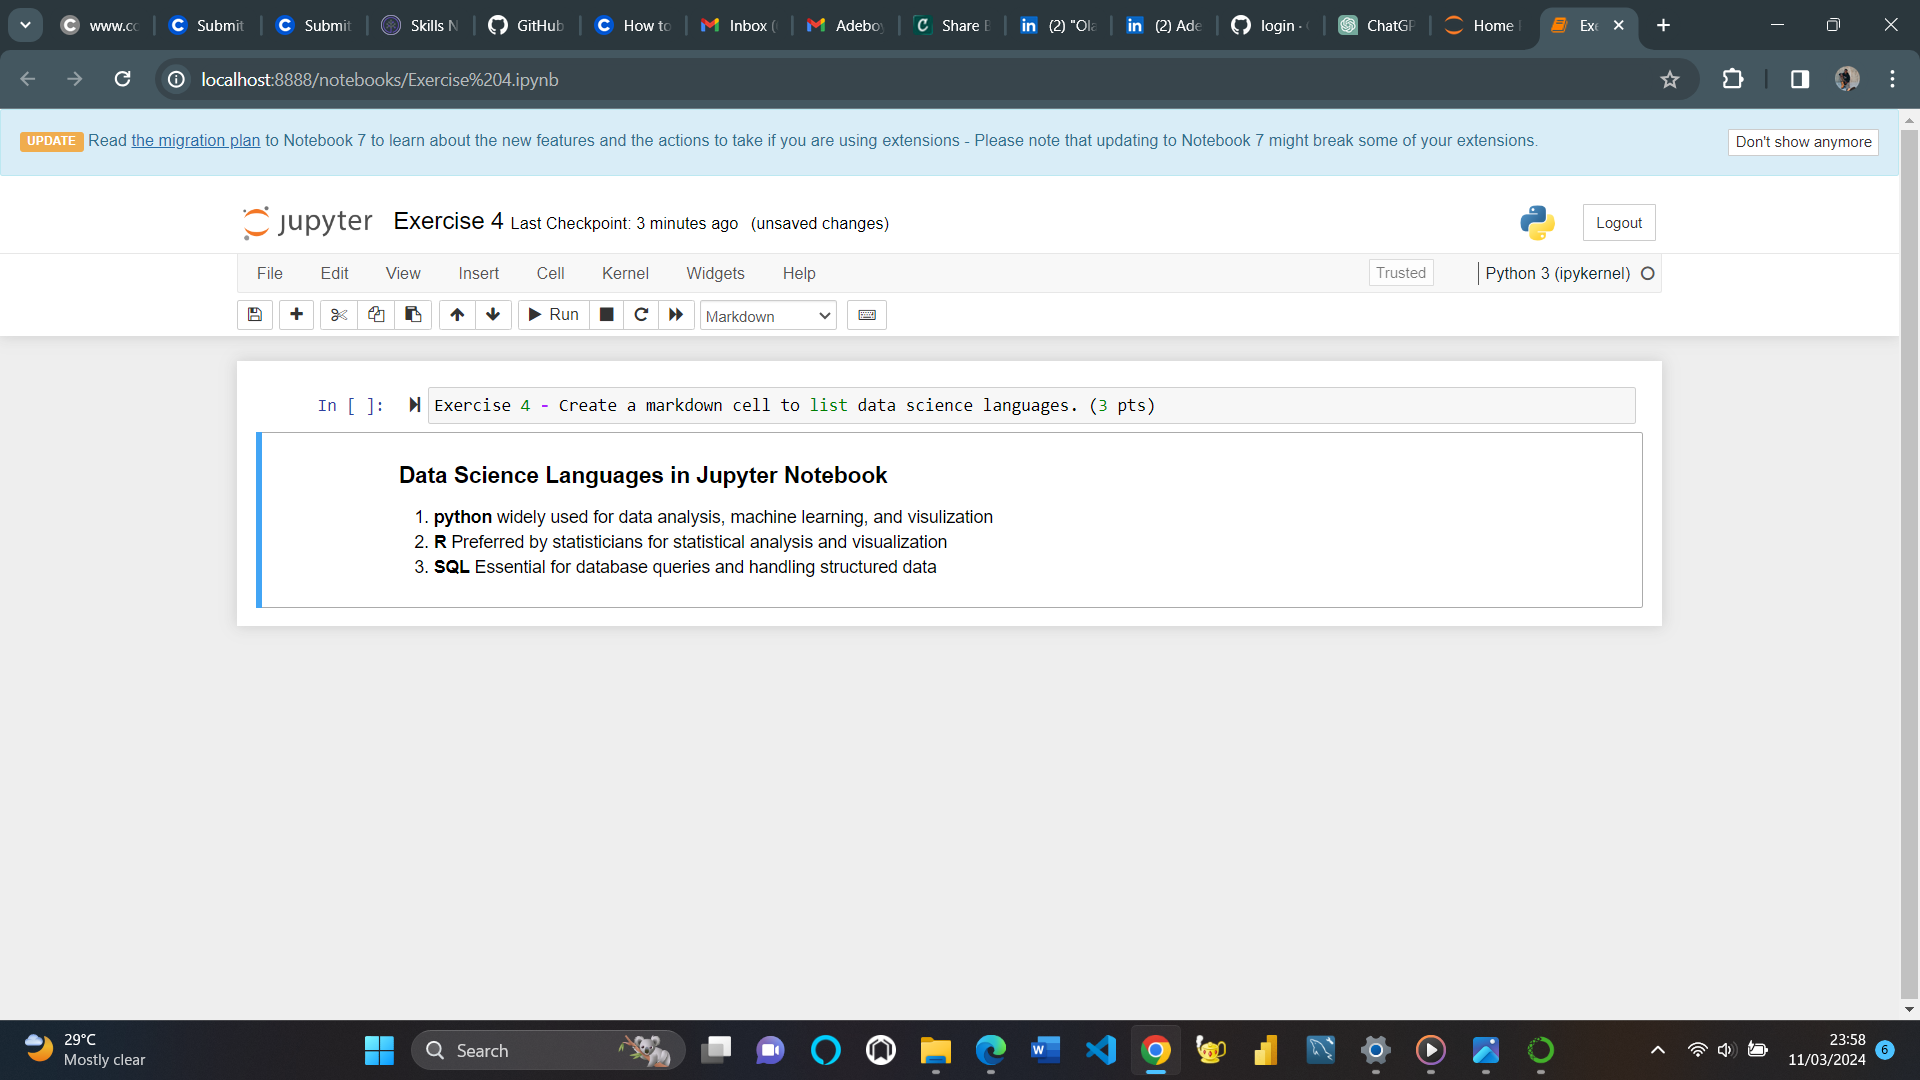 www.co
Submit
Submit
Skills N
GitHub
How to
Inbox (
Adeboy
Share E
(2) "Ola
(2) Ade
login ·
ChatGP
Home
Exe
localhost:8888/notebooks/Exercise%204.ipynb
UPDATE Read the migration plan to Notebook 7 to learn about the new features and the actions to take if you are using extensions - Please note that updating to Notebook 7 might break some of your extensions.
Don't show anymore
jupyter Exercise 4 Last Checkpoint: 3 minutes ago (unsaved changes)
Logout
File Edit View Insert Cell Kernel Widgets Help
Trusted
Python 3 (ipykernel)
Run
Markdown
In [ ]: Exercise 4 - Create a markdown cell to list data science languages. (3 pts)
Data Science Languages in Jupyter Notebook
1. python widely used for data analysis, machine learning, and visulization
2. R Preferred by statisticians for statistical analysis and visualization
3. SQL Essential for database queries and handling structured data
29°C
Mostly clear
Search
23:58
11/03/2024
6